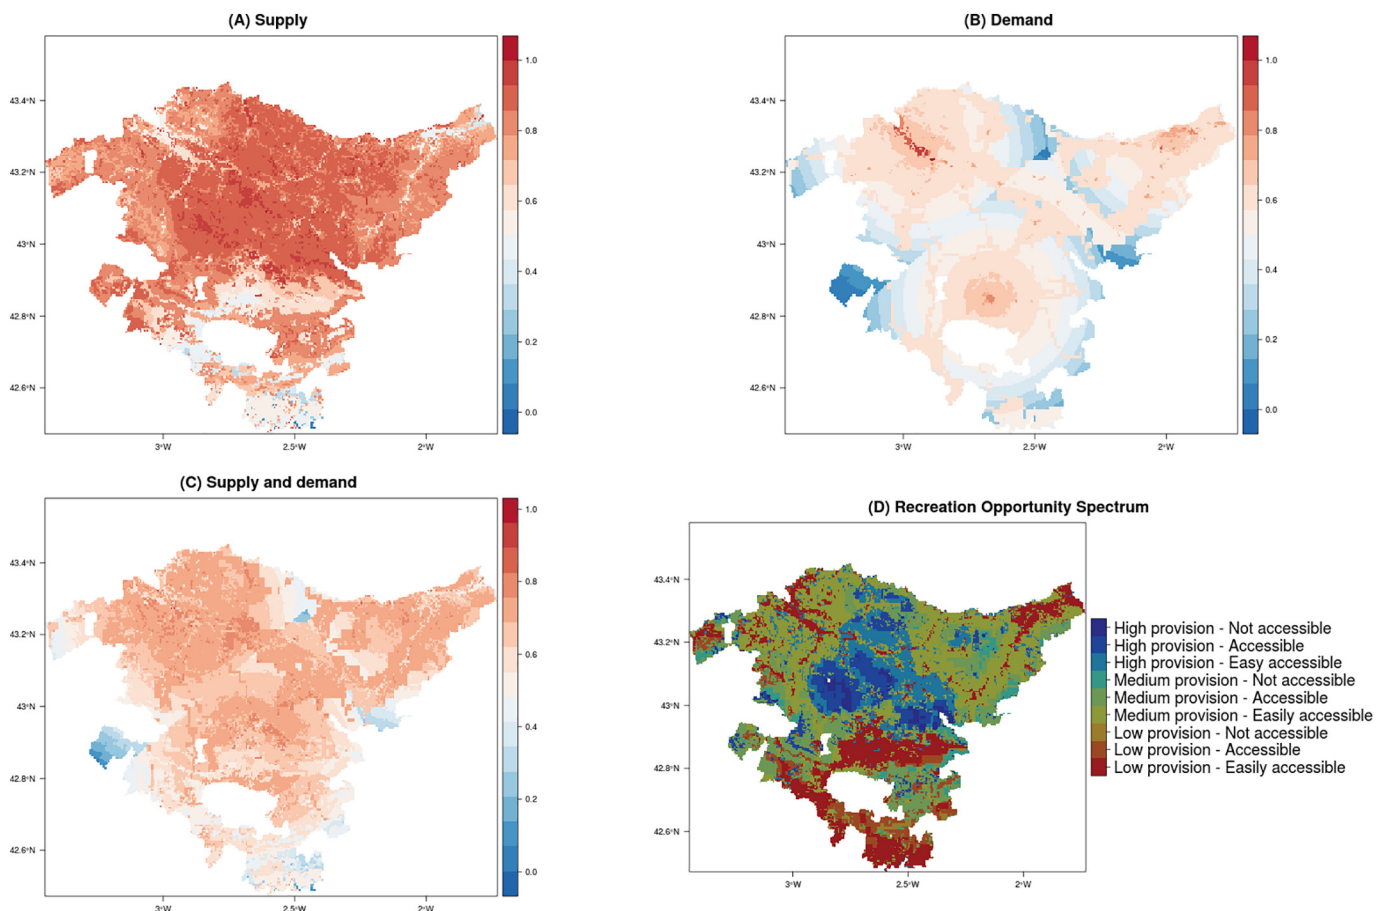 (A) Supply
43.4°N
43.2°N
43°N
42.8°N
42.6°N
3°W
2.5°W
2°W
1.0
0.8
0.6
0.4
0.2
0.0
(B) Demand
43.4°N
43.2°N
43°N
42.8°N
42.6°N
3°W
2.5°W
2°W
1.0
0.8
0.6
0.4
0.2
0.0
(C) Supply and demand
43.4°N
43.2°N
43°N
42.8°N
42.6°N
3°W
2.5°W
2°W
1.0
0.8
0.6
0.4
0.2
0.0
(D) Recreation Opportunity Spectrum
43.4°N
43.2°N
43°N
42.8°N
42.6°N
3°W
2.5°W
2°W
High provision - Not accessible
High provision - Accessible
High provision - Easy accessible
Medium provision - Not accessible
Medium provision - Accessible
Medium provision - Easily accessible
Low provision - Not accessible
Low provision - Accessible
Low provision - Easily accessible